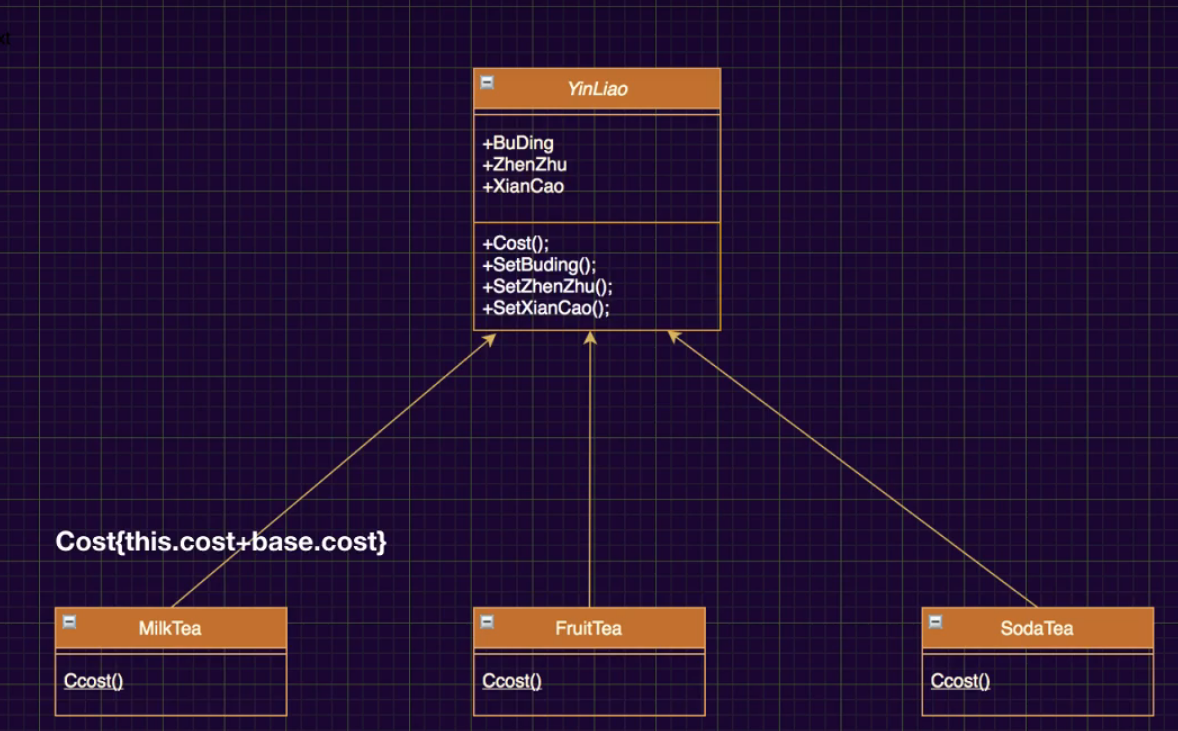 YinLiao
+BuDing
+ZhenZhu
+XianCao
+Cost();
+SetBuding();
+SetZhenZhu();
+SetXianCao();
Cost{this.cost+base.cost}
MilkTea
FruitTea
SodaTea
Ccost()
Ccost()
Ccost()